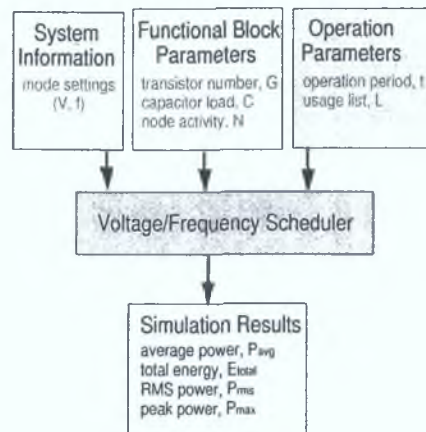 System
Information
mode settings
(V, f)
Functional Block
Parameters
transistor number, G
capacitor load, C
node activity, N
Operation
Parameters
operation period, t
usage list, L
Voltage/Frequency Scheduler
Simulation Results
average power, Pavg
total energy, Etotal
RMS power, Prms
peak power, Pmax